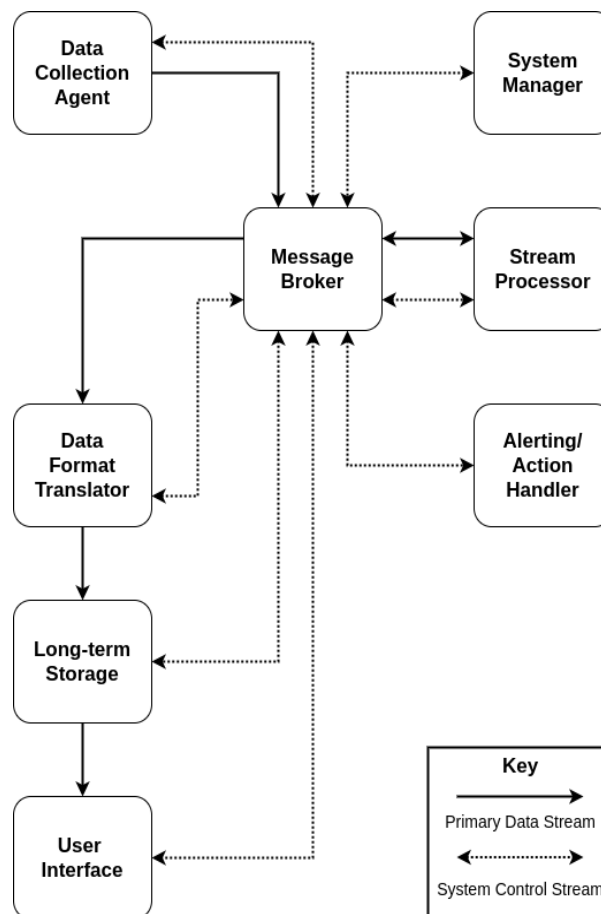 Data
Collection
Agent
System
Manager
Message
Broker
Stream
Processor
Data
Format
Translator
Alerting/
Action
Handler
Long-term
Storage
User
Interface
Key
Primary Data Stream
System Control Stream